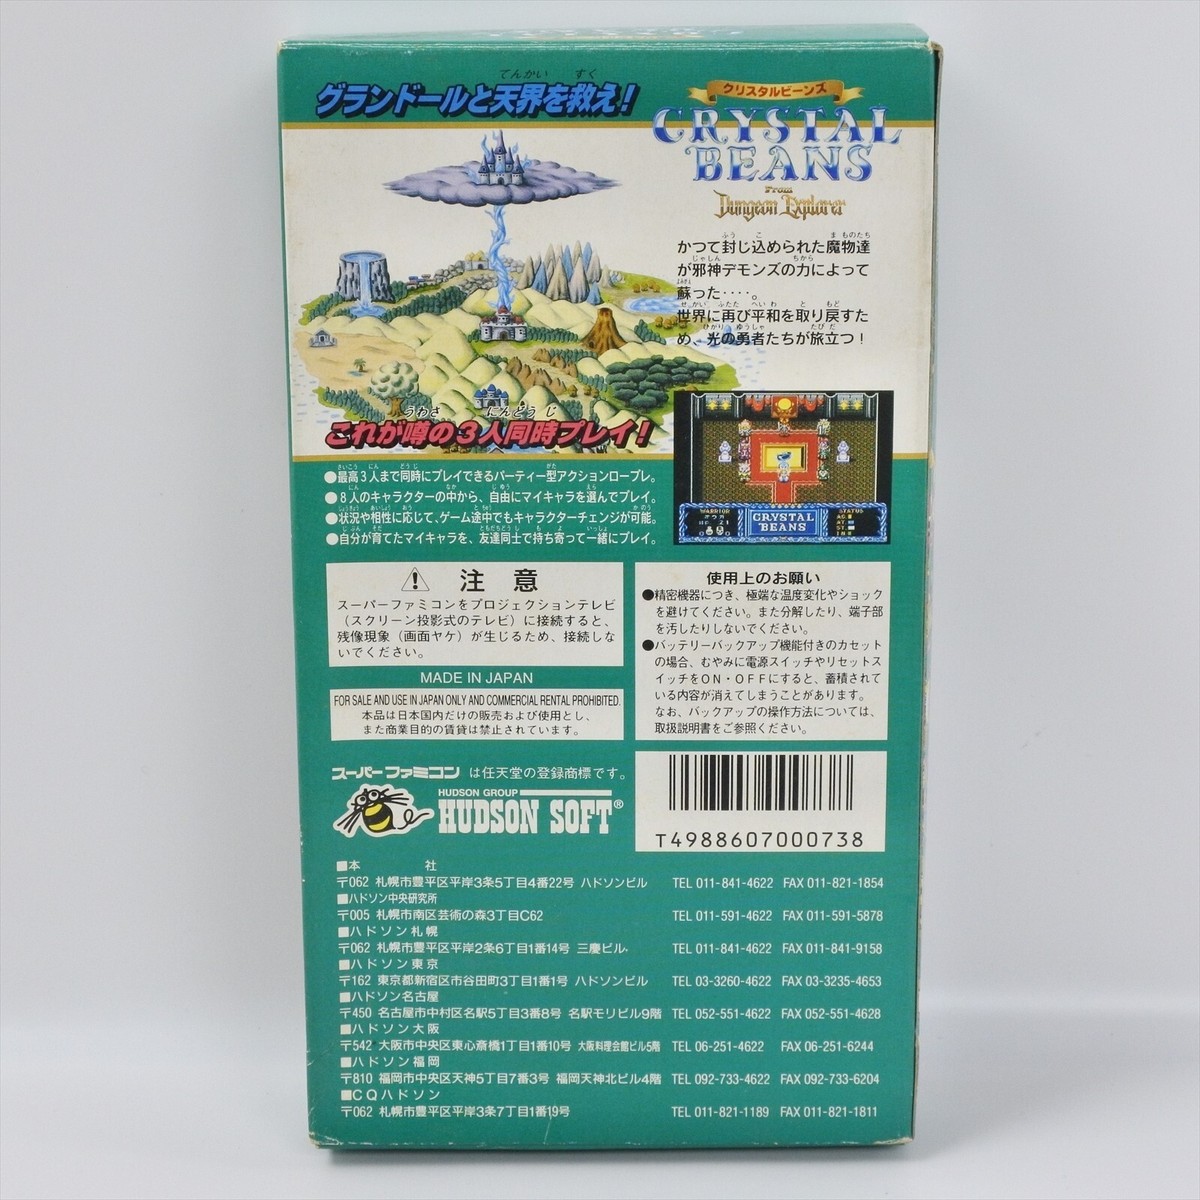 グランドールと天界を救え！
クリスタルビーンズ
CRYSTAL
BEANS
From
Dungeon Explorer
かつて封じ込められた魔物達
が邪神デモンズの力によって
蘇った‥‥。
世界に再び平和を取り戻すた
め、光の勇者たちが旅立つ！
これが噂の3人同時プレイ！
●最高3人まで同時にプレイできるパーティー型アクションロープレ。
●8人のキャラクターの中から、自由にマイキャラを選んでプレイ。
●状況や相性に応じて、ゲーム途中でもキャラクターチェンジが可能。
●自分が育てたマイキャラを、友達同士で持ち寄って一緒にプレイ。
WARRIOR
STATUS
CRYSTAL
BEANS
注意
スーパーファミコンをプロジェクションテレビ
（スクリーン投影式のテレビ）に接続すると、
残像現象（画面ヤケ）が生じるため、接続しな
いでください。
MADE IN JAPAN
FOR SALE AND USE IN JAPAN ONLY AND COMMERCIAL RENTAL PROHIBITED.
本品は日本国内だけの販売および使用とし、
また商業目的の賃貸は禁止されています。
使用上のお願い
●精密機器につき、極端な温度変化やショック
を避けてください。また分解したり、端子部
を汚したりしないでください。
●バッテリーバックアップ機能付きのカセット
の場合、むやみに電源スイッチやリセットス
イッチをON・OFFにすると、蓄積されて
いる内容が消えてしまうことがあります。
なお、バックアップの操作方法については、
取扱説明書をご参照ください。
スーパーファミコン は任天堂の登録商標です。
HUDSON GROUP
HUDSON SOFT®
T4988607000738
■本 社
〒062 札幌市豊平区平岸3条5丁目4番22号 ハドソンビル TEL 011-841-4622 FAX 011-821-1854
■ハドソン中央研究所
〒005 札幌市南区芸術の森3丁目C62 TEL 011-591-4622 FAX 011-591-5878
■ハドソン札幌
〒062 札幌市豊平区平岸2条6丁目1番14号 三慶ビル TEL 011-841-4622 FAX 011-841-9158
■ハドソン東京
〒162 東京都新宿区市谷田町3丁目1番1号 ハドソンビル TEL 03-3260-4622 FAX 03-3235-4653
■ハドソン名古屋
〒450 名古屋市中村区名駅5丁目3番8号 名駅モリビル9階 TEL 052-551-4622 FAX 052-551-4628
■ハドソン大阪
〒542 大阪市中央区東心斎橋1丁目1番10号 大阪料理会館ビル5階 TEL 06-251-4622 FAX 06-251-6244
■ハドソン福岡
〒810 福岡市中央区天神5丁目7番3号 福岡天神北ビル4階 TEL 092-733-4622 FAX 092-733-6204
■CQハドソン
〒062 札幌市豊平区平岸3条7丁目1番19号 TEL 011-821-1189 FAX 011-821-1811